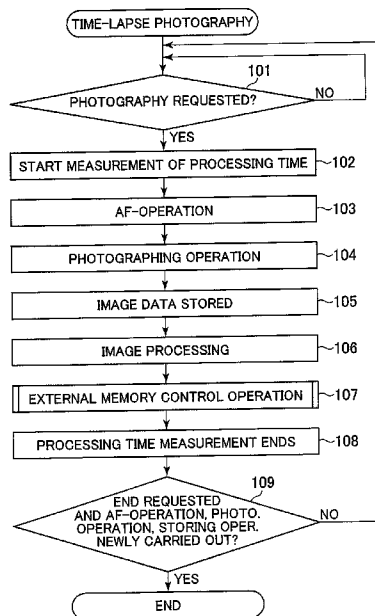 TIME-LAPSE PHOTOGRAPHY
101
PHOTOGRAPHY REQUESTED?
NO
YES
START MEASUREMENT OF PROCESSING TIME
102
AF-OPERATION
103
PHOTOGRAPHING OPERATION
104
IMAGE DATA STORED
105
IMAGE PROCESSING
106
EXTERNAL MEMORY CONTROL OPERATION
107
PROCESSING TIME MEASUREMENT ENDS
108
109
END REQUESTED
AND AF-OPERATION, PHOTO.
OPERATION, STORING OPER.
NEWLY CARRIED OUT?
NO
YES
END